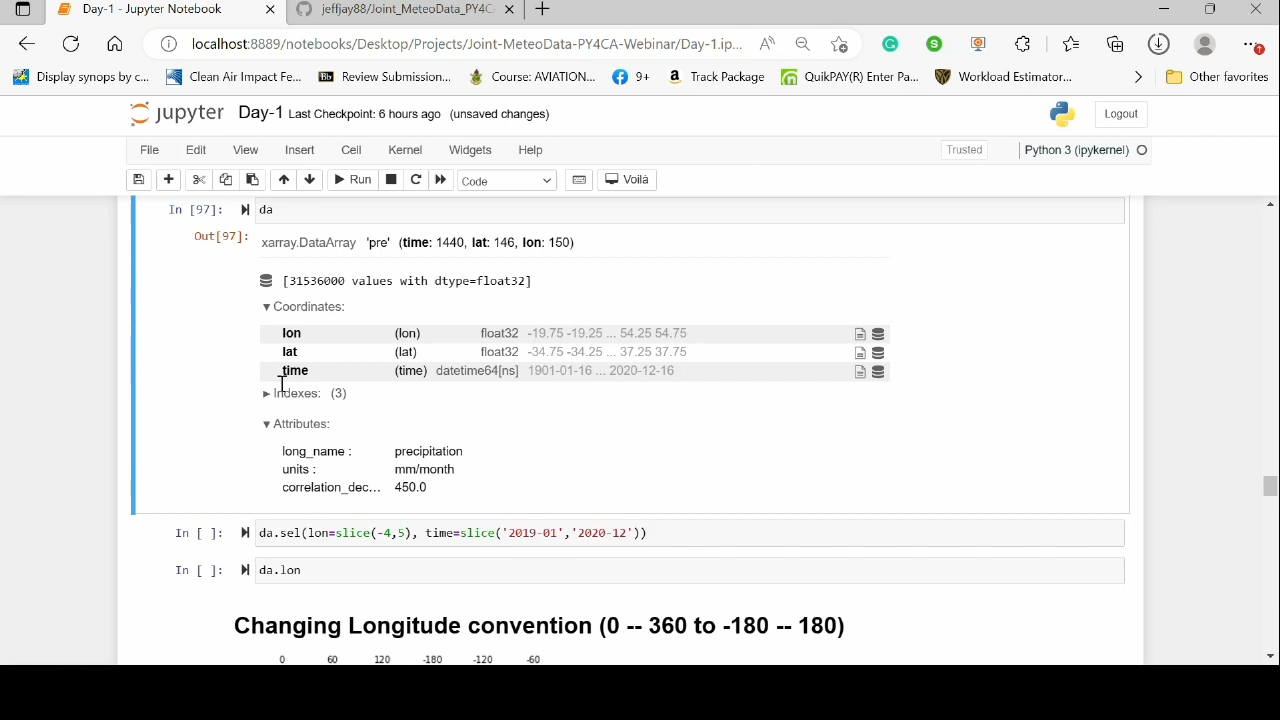 Day-1 - Jupyter Notebook
jeffjay88/Joint_MeteoData_PY4C
localhost:8889/notebooks/Desktop/Projects/Joint-MeteoData-PY4CA-Webinar/Day-1.ip...
Display synops by c...
Clean Air Impact Fe...
Review Submission...
Course: AVIATION...
9+
Track Package
QuikPAY(R) Enter Pa...
Workload Estimator...
Other favorites
jupyter Day-1 Last Checkpoint: 6 hours ago (unsaved changes)
Logout
File Edit View Insert Cell Kernel Widgets Help
Trusted
Python 3 (ipykernel)
Run
Code
Voilà
In [97]: da
Out[97]:
xarray.DataArray 'pre' (time: 1440, lat: 146, lon: 150)
[31536000 values with dtype=float32]
▼Coordinates:
lon (lon) float32 -19.75 -19.25 ... 54.25 54.75
lat (lat) float32 -34.75 -34.25 ... 37.25 37.75
time (time) datetime64[ns] 1901-01-16 ... 2020-12-16
►Indexes: (3)
▼Attributes:
long_name : precipitation
units : mm/month
correlation_dec... 450.0
In [ ]: da.sel(lon=slice(-4,5), time=slice('2019-01','2020-12'))
In [ ]: da.lon
Changing Longitude convention (0 -- 360 to -180 -- 180)
0 60 120 -180 -120 -60